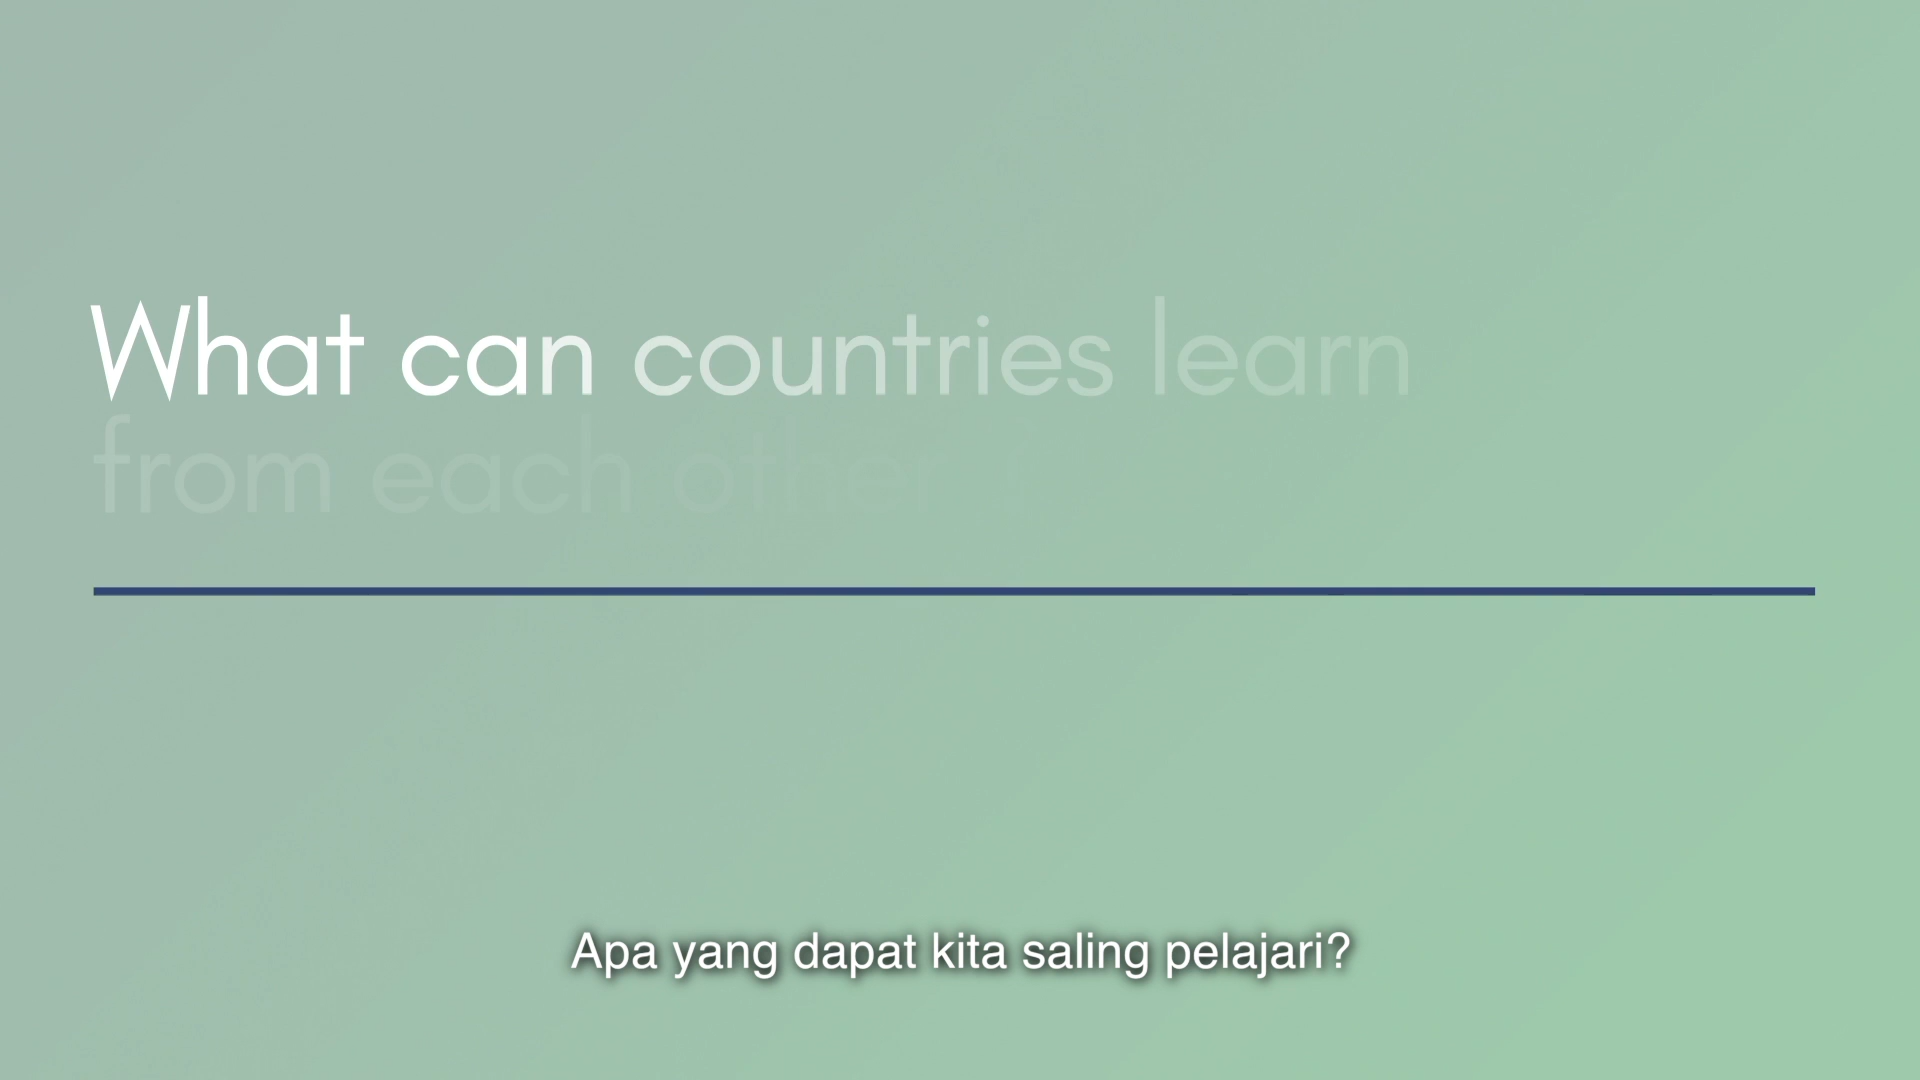 What can countries learn
from each other
Apa yang dapat kita saling pelajari?